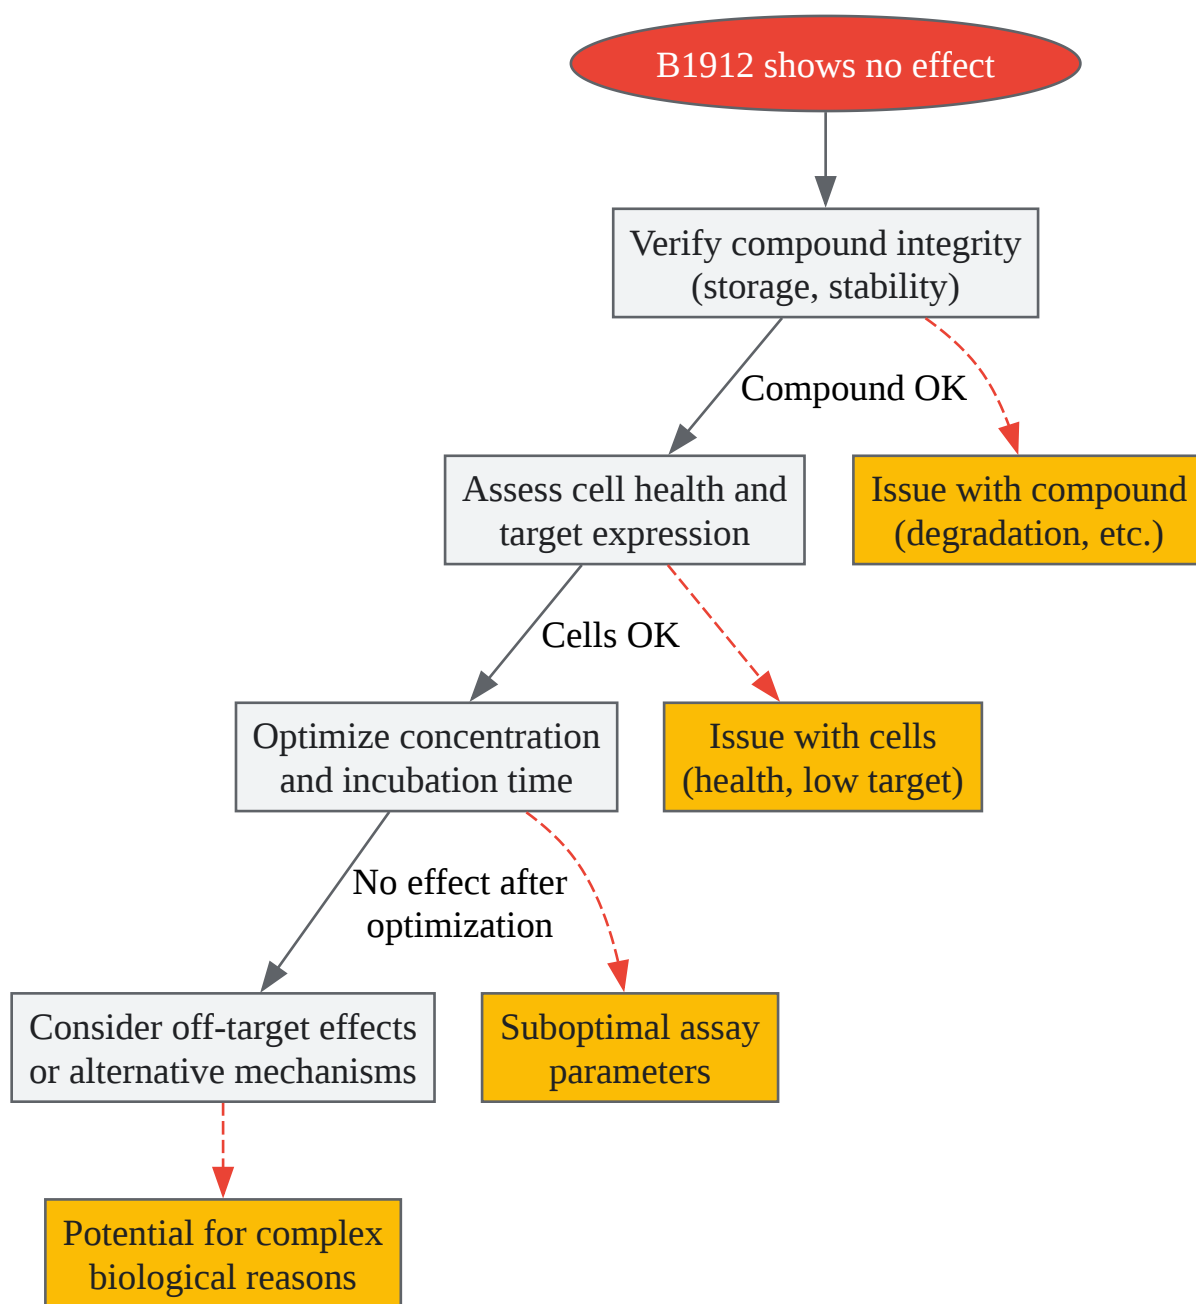 B1912 shows no effect
Verify compound integrity
(storage, stability)
Compound OK
Assess cell health and
target expression
Issue with compound
(degradation, etc.)
Cells OK
Optimize concentration
and incubation time
Issue with cells
(health, low target)
No effect after
optimization
Consider off-target effects
or alternative mechanisms
Suboptimal assay
parameters
Potential for complex
biological reasons